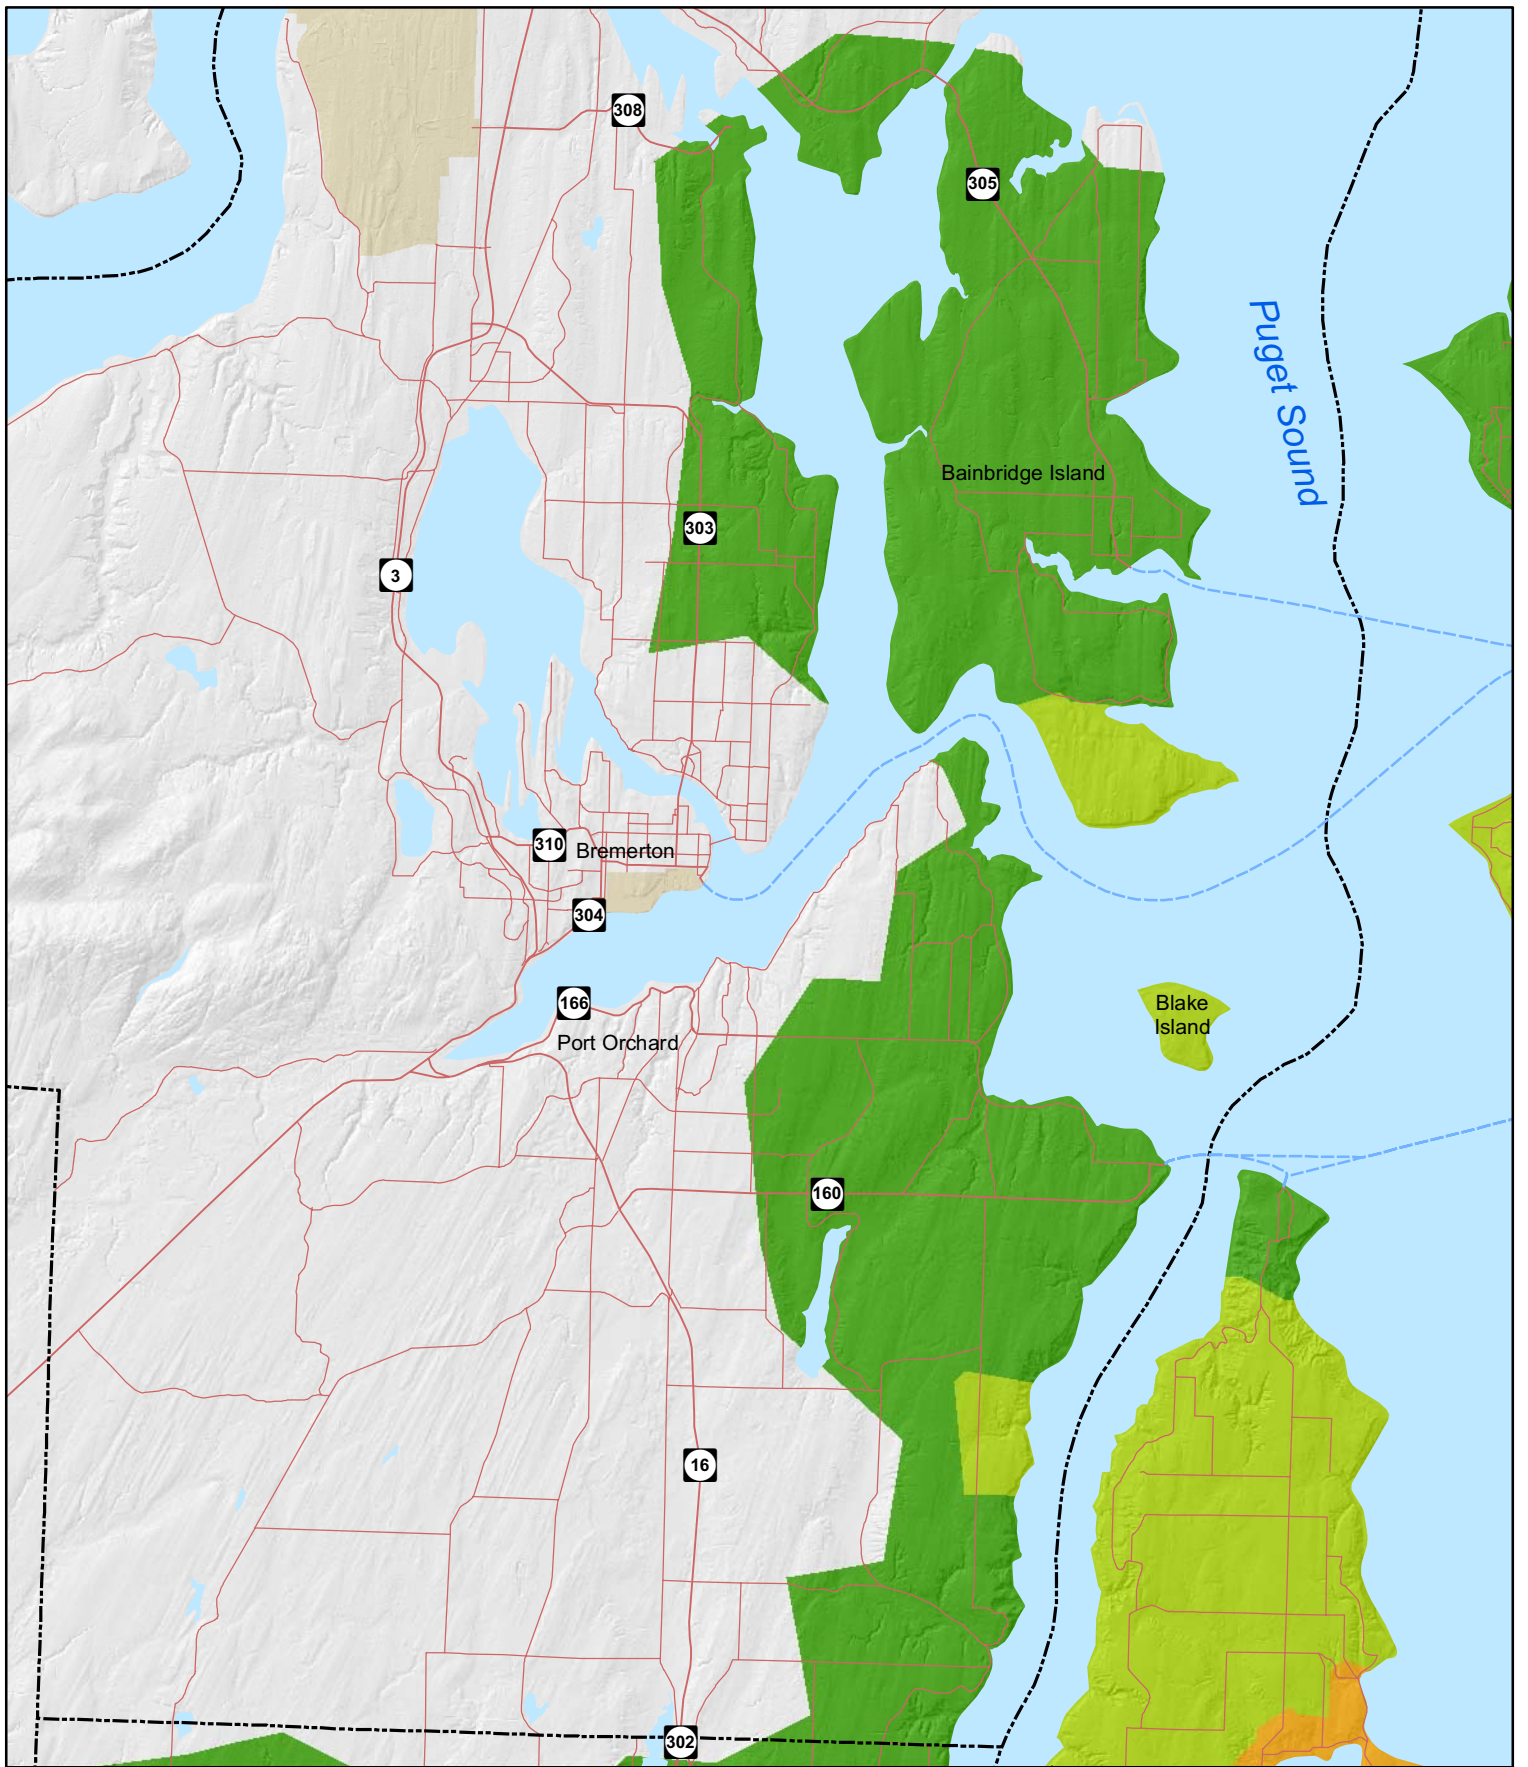 308
305
Puget Sound
Bainbridge Island
303
3
310
Bremerton
304
166
Blake
Island
Port Orchard
160
16
302